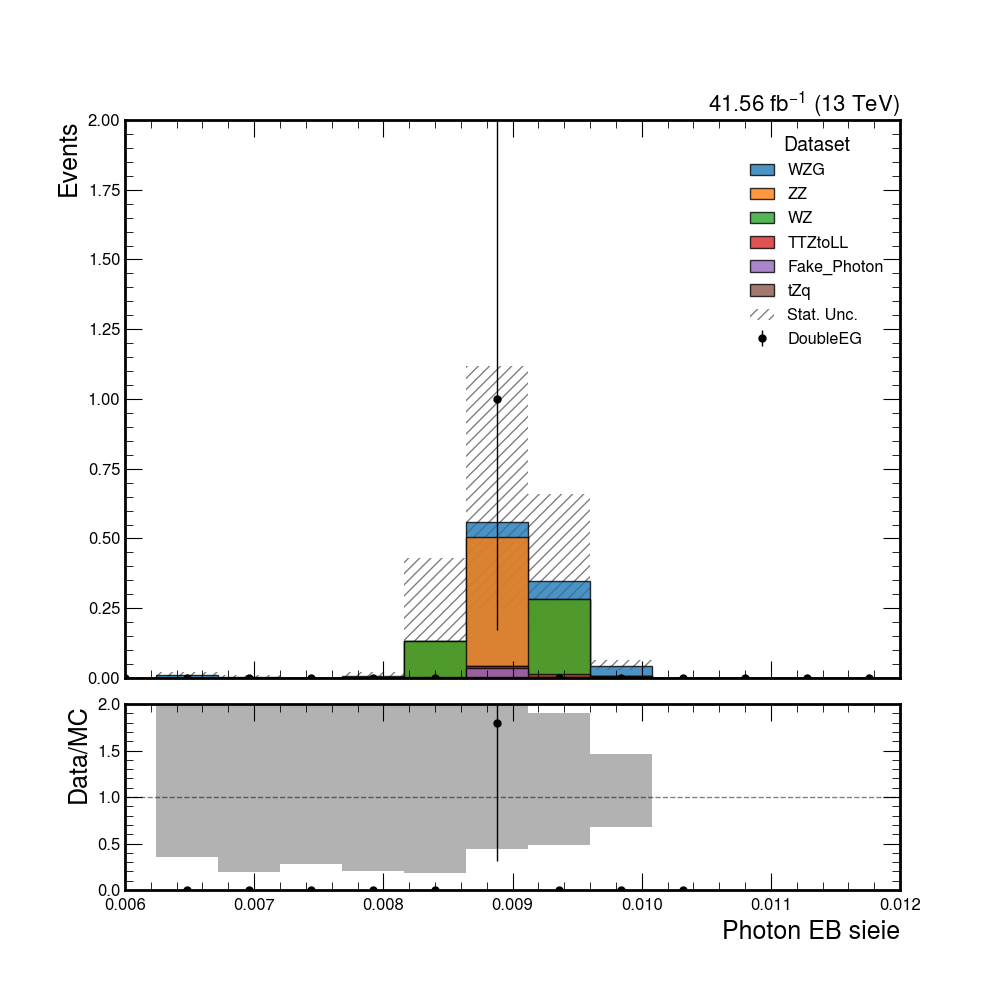 41.56 fb⁻¹ (13 TeV)
Events
2.00
1.75
1.50
1.25
1.00
0.75
0.50
0.25
0.00
Dataset
WZG
ZZ
WZ
TTZtoLL
Fake_Photon
tZq
Stat. Unc.
DoubleEG
Data/MC
2.0
1.5
1.0
0.5
0.0
0.006 0.007 0.008 0.009 0.010 0.011 0.012
Photon EB sieie